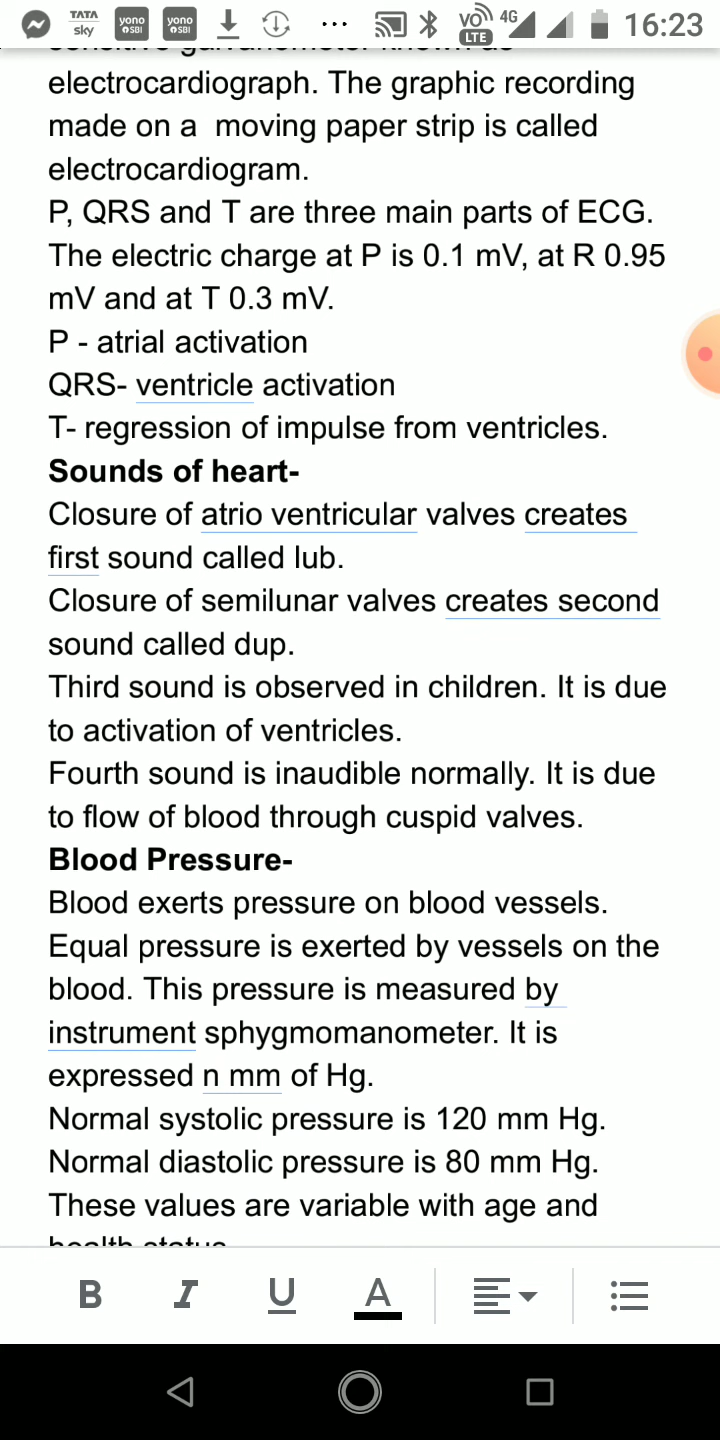 TATA
sky
yono
SBI
yono
SBI
...
VO
LTE
4G
16:23
sensitive galvanometer known as
electrocardiograph. The graphic recording
made on a moving paper strip is called
electrocardiogram.
P, QRS and T are three main parts of ECG.
The electric charge at P is 0.1 mV, at R 0.95
mV and at T 0.3 mV.
P - atrial activation
QRS- ventricle activation
T- regression of impulse from ventricles.
Sounds of heart-
Closure of atrio ventricular valves creates
first sound called lub.
Closure of semilunar valves creates second
sound called dup.
Third sound is observed in children. It is due
to activation of ventricles.
Fourth sound is inaudible normally. It is due
to flow of blood through cuspid valves.
Blood Pressure-
Blood exerts pressure on blood vessels.
Equal pressure is exerted by vessels on the
blood. This pressure is measured by
instrument sphygmomanometer. It is
expressed n mm of Hg.
Normal systolic pressure is 120 mm Hg.
Normal diastolic pressure is 80 mm Hg.
These values are variable with age and
health status
B I U A